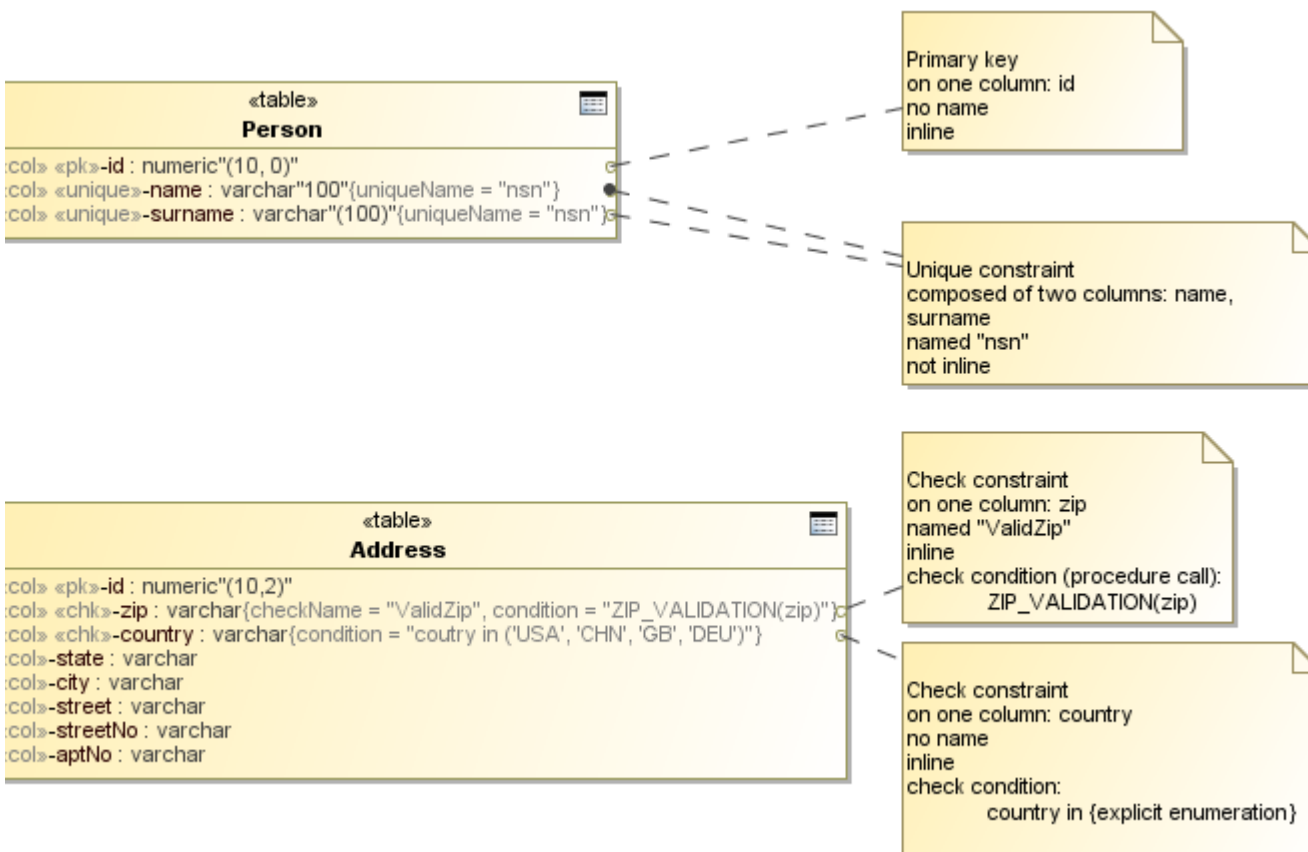 «table»
Person
col» «pk»-id : numeric"(10, 0)"
col» «unique»-name : varchar"100"{uniqueName = "nsn"}
col» «unique»-surname : varchar"(100)"{uniqueName = "nsn"}
Primary key
on one column: id
no name
inline
Unique constraint
composed of two columns: name,
surname
named "nsn"
not inline
«table»
Address
col» «pk»-id : numeric"(10,2)"
col» «chk»-zip : varchar{checkName = "ValidZip", condition = "ZIP_VALIDATION(zip)"}
col» «chk»-country : varchar{condition = "coutry in ('USA', 'CHN', 'GB', 'DEU')"}
col»-state : varchar
col»-city : varchar
col»-street : varchar
col»-streetNo : varchar
col»-aptNo : varchar
Check constraint
on one column: zip
named "ValidZip"
inline
check condition (procedure call):
ZIP_VALIDATION(zip)
Check constraint
on one column: country
no name
inline
check condition:
country in {explicit enumeration}